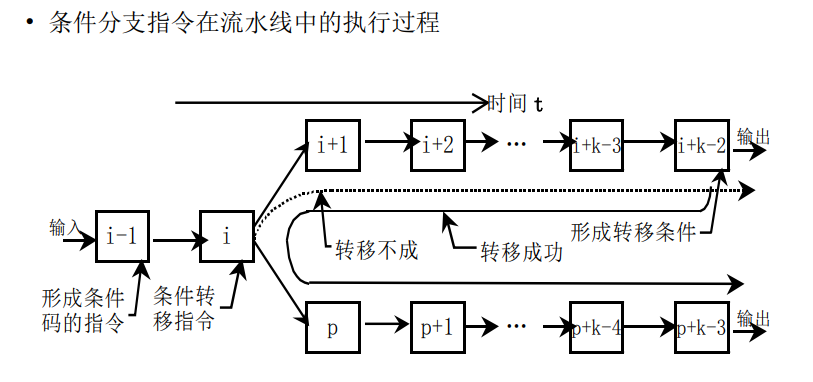 • 条件分支指令在流水线中的执行过程
时间 t
i+1
i+2
…
i+k-3
i+k-2
输出
输入
i-1
i
转移不成
转移成功
形成转移条件
形成条件
码的指令
条件转
移指令
p
p+1
…
p+k-4
p+k-3
输出